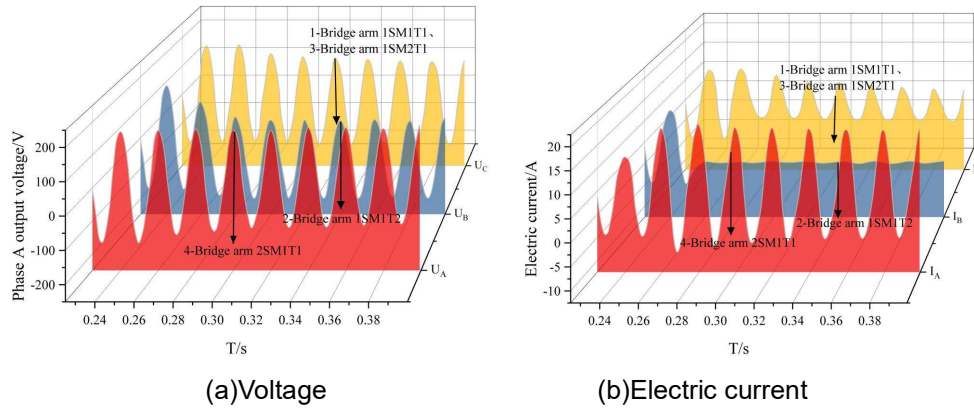 1-Bridge arm 1SM1T1、
3-Bridge arm 1SM2T1
200
100
0
-100
-200
Phase A output voltage/V
2-Bridge arm 1SM1T2
4-Bridge arm 2SM1T1
U_C
U_B
U_A
0.24 0.26 0.28 0.30 0.32 0.34 0.36 0.38
T/s
(a)Voltage
1-Bridge arm 1SM1T1、
3-Bridge arm 1SM2T1
20
15
10
5
0
-5
-10
Electric current/A
2-Bridge arm 1SM1T2
4-Bridge arm 2SM1T1
I_B
I_A
0.24 0.26 0.28 0.30 0.32 0.34 0.36 0.38
T/s
(b)Electric current